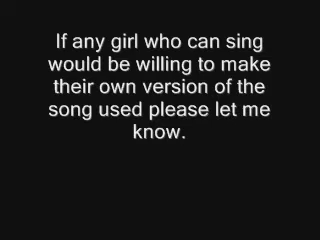 If any girl who can sing
would be willing to make
their own version of the
song used please let me
know.